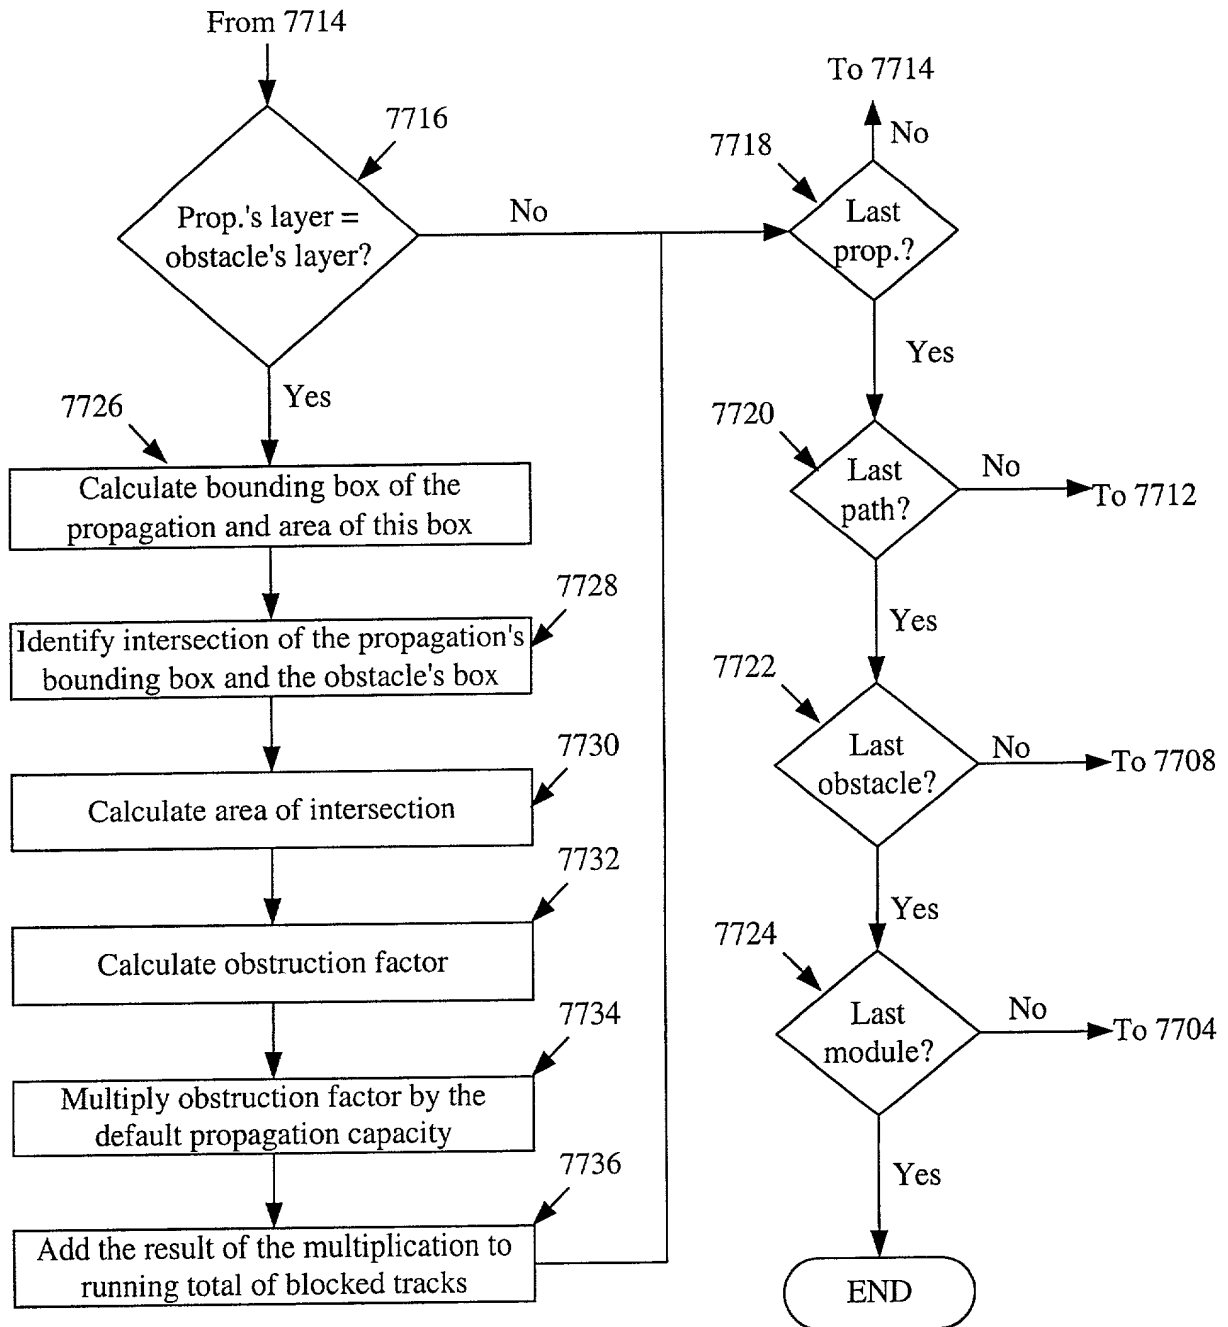 From 7714
7716
Prop.'s layer =
obstacle's layer?
No
Yes
7726
Calculate bounding box of the
propagation and area of this box
7728
Identify intersection of the propagation's
bounding box and the obstacle's box
7730
Calculate area of intersection
7732
Calculate obstruction factor
7734
Multiply obstruction factor by the
default propagation capacity
7736
Add the result of the multiplication to
running total of blocked tracks
To 7714
No
7718
Last
prop.?
Yes
7720
Last
path?
No
To 7712
Yes
7722
Last
obstacle?
No
To 7708
Yes
7724
Last
module?
No
To 7704
Yes
END